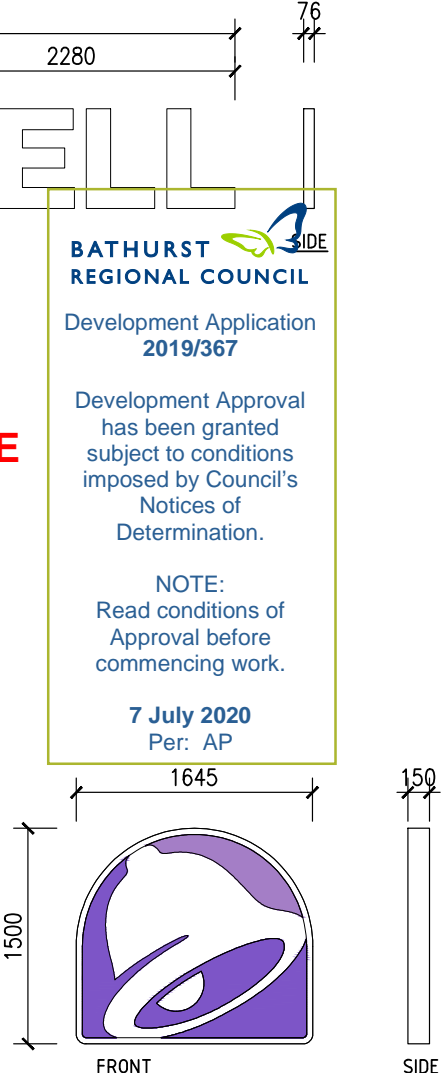 76
2280
ELL
SIDE
BATHURST
REGIONAL COUNCIL
Development Application
2019/367
Development Approval
has been granted
subject to conditions
imposed by Council's
Notices of
Determination.
E
NOTE:
Read conditions of
Approval before
commencing work.
7 July 2020
Per: AP
1645
150
1500
FRONT
SIDE